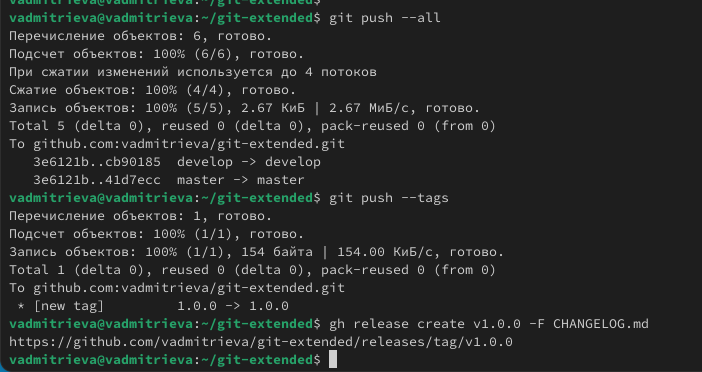 vadmitrieva@vadmitrieva:~/git-extended$
vadmitrieva@vadmitrieva:~/git-extended$ git push --all
Перечисление объектов: 6, готово.
Подсчет объектов: 100% (6/6), готово.
При сжатии изменений используется до 4 потоков
Сжатие объектов: 100% (4/4), готово.
Запись объектов: 100% (5/5), 2.67 КиБ | 2.67 МиБ/с, готово.
Total 5 (delta 0), reused 0 (delta 0), pack-reused 0 (from 0)
To github.com:vadmitrieva/git-extended.git
   3e6121b..cb90185  develop -> develop
   3e6121b..41d7ecc  master -> master
vadmitrieva@vadmitrieva:~/git-extended$ git push --tags
Перечисление объектов: 1, готово.
Подсчет объектов: 100% (1/1), готово.
Запись объектов: 100% (1/1), 154 байта | 154.00 КиБ/с, готово.
Total 1 (delta 0), reused 0 (delta 0), pack-reused 0 (from 0)
To github.com:vadmitrieva/git-extended.git
 * [new tag]         1.0.0 -> 1.0.0
vadmitrieva@vadmitrieva:~/git-extended$ gh release create v1.0.0 -F CHANGELOG.md
https://github.com/vadmitrieva/git-extended/releases/tag/v1.0.0
vadmitrieva@vadmitrieva:~/git-extended$